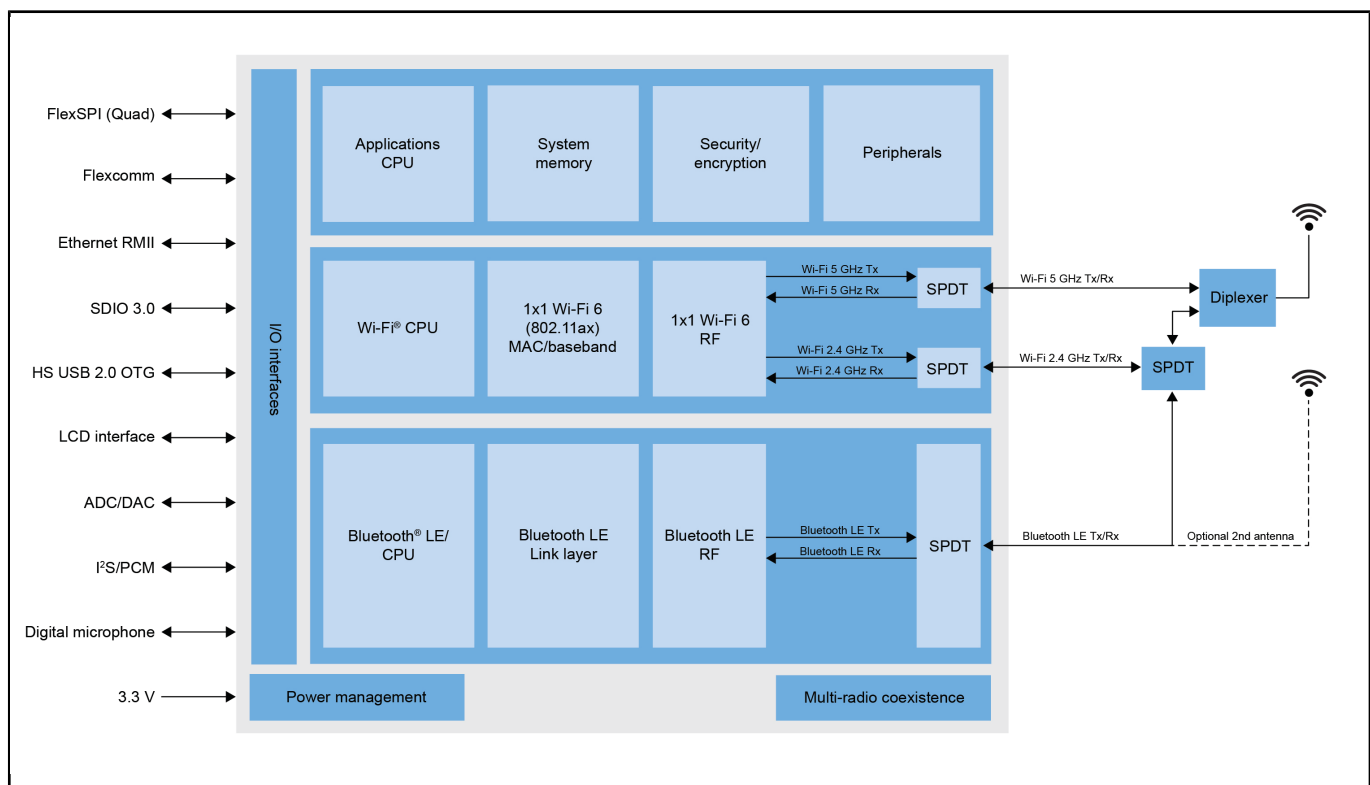 FlexSPI (Quad)
Flexcomm
Ethernet RMII
SDIO 3.0
HS USB 2.0 OTG
LCD interface
ADC/DAC
I²S/PCM
Digital microphone
3.3 V
I/O interfaces
Applications
CPU
System
memory
Security/
encryption
Peripherals
Wi-Fi® CPU
1x1 Wi-Fi 6
(802.11ax)
MAC/baseband
1x1 Wi-Fi 6
RF
Wi-Fi 5 GHz Tx
Wi-Fi 5 GHz Rx
SPDT
Wi-Fi 2.4 GHz Tx
Wi-Fi 2.4 GHz Rx
SPDT
Bluetooth® LE/
CPU
Bluetooth LE
Link layer
Bluetooth LE
RF
Bluetooth LE Tx
Bluetooth LE Rx
SPDT
Power management
Multi-radio coexistence
Wi-Fi 5 GHz Tx/Rx
Diplexer
Wi-Fi 2.4 GHz Tx/Rx
SPDT
Bluetooth LE Tx/Rx
Optional 2nd antenna